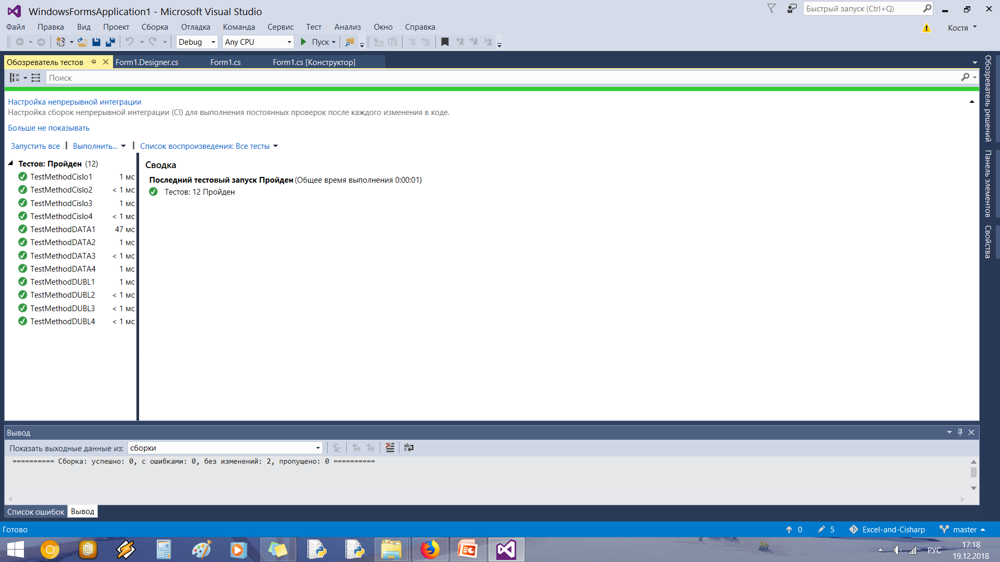 WindowsFormsApplication1 - Microsoft Visual Studio
Быстрый запуск (Ctrl+Q)
Файл Правка Вид Проект Сборка Отладка Команда Сервис Тест Анализ Окно Справка
Костя
Debug Any CPU Пуск
Обозреватель тестов Form1.Designer.cs Form1.cs Form1.cs [Конструктор]
Поиск
Настройка непрерывной интеграции
Настройка сборок непрерывной интеграции (CI) для выполнения постоянных проверок после каждого изменения в коде.
Больше не показывать
Запустить все Выполнить... Список воспроизведения: Все тесты
Тестов: Пройден (12)
TestMethodCislo1 1 мс
TestMethodCislo2 < 1 мс
TestMethodCislo3 1 мс
TestMethodCislo4 < 1 мс
TestMethodDATA1 47 мс
TestMethodDATA2 1 мс
TestMethodDATA3 < 1 мс
TestMethodDATA4 1 мс
TestMethodDUBL1 1 мс
TestMethodDUBL2 < 1 мс
TestMethodDUBL3 < 1 мс
TestMethodDUBL4 < 1 мс
Сводка
Последний тестовый запуск Пройден (Общее время выполнения 0:00:01)
Тестов: 12 Пройден
Обозреватель решений
Панель элементов
Свойства
Вывод
Показать выходные данные из: сборки
========== Сборка: успешно: 0, с ошибками: 0, без изменений: 2, пропущено: 0 ==========
Список ошибок Вывод
Готово 0 5 Excel-and-Cisharp master
РУС
17:18
19.12.2018